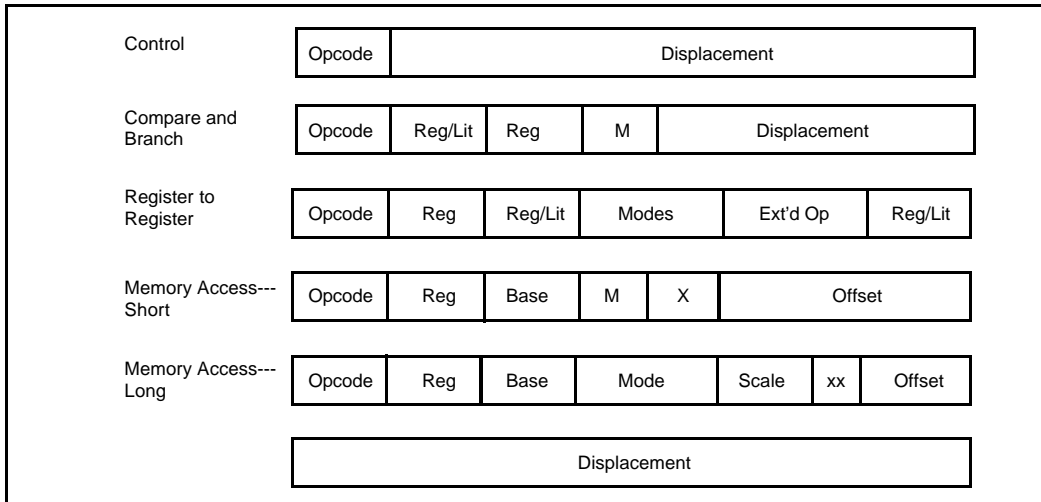 Control
Opcode Displacement
Compare and
Branch
Opcode Reg/Lit Reg M Displacement
Register to
Register
Opcode Reg Reg/Lit Modes Ext'd Op Reg/Lit
Memory Access---
Short
Opcode Reg Base M X Offset
Memory Access---
Long
Opcode Reg Base Mode Scale xx Offset
Displacement